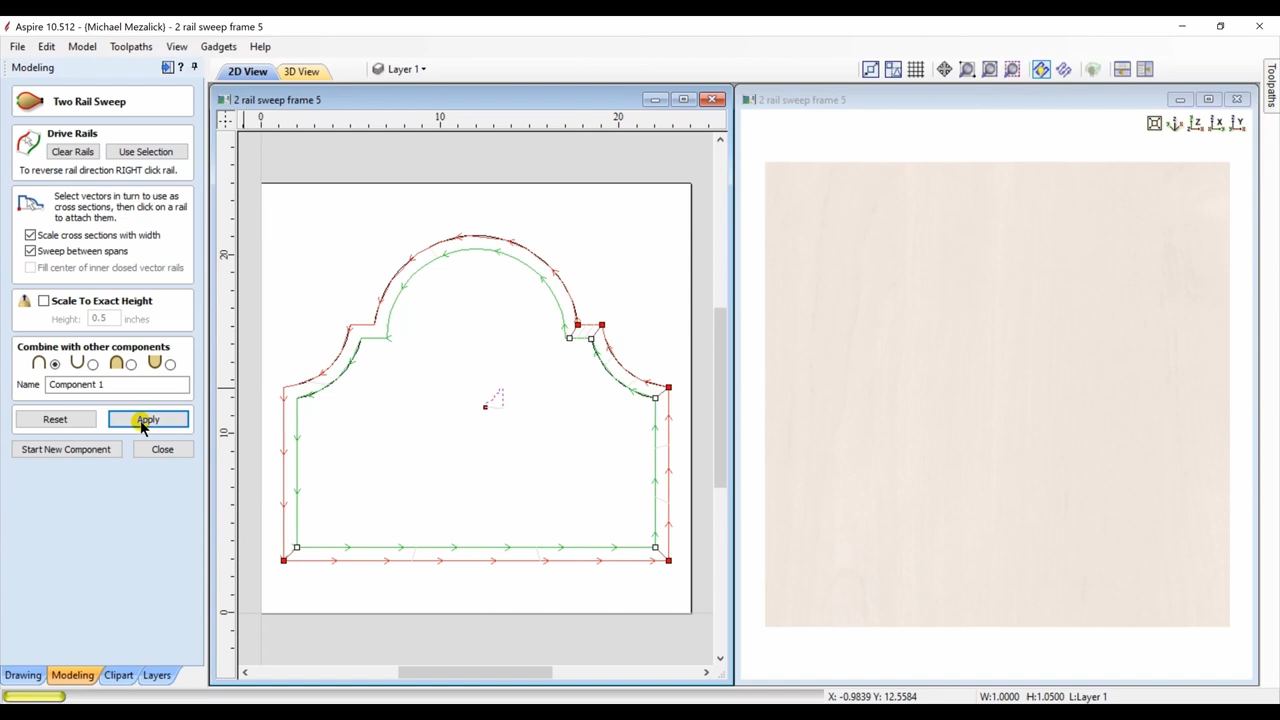 Aspire 10.512 - {Michael Mezalick} - 2 rail sweep frame 5
File Edit Model Toolpaths View Gadgets Help
Modeling
2D View 3D View Layer 1
Toolpaths
Two Rail Sweep
2 rail sweep frame 5
2 rail sweep frame 5
0 10 20
Z X Y
Drive Rails
Clear Rails Use Selection
To reverse rail direction RIGHT click rail.
Select vectors in turn to use as
cross sections, then click on a rail
to attach them.
Scale cross sections with width
Sweep between spans
Fill center of inner closed vector rails
20
Scale To Exact Height
Height: 0.5 inches
Combine with other components
Name Component 1
Reset Apply
10
Start New Component Close
0
Drawing Modeling Clipart Layers
X: -0.9839 Y: 12.5584 W:1.0000 H:1.0500 L:Layer 1